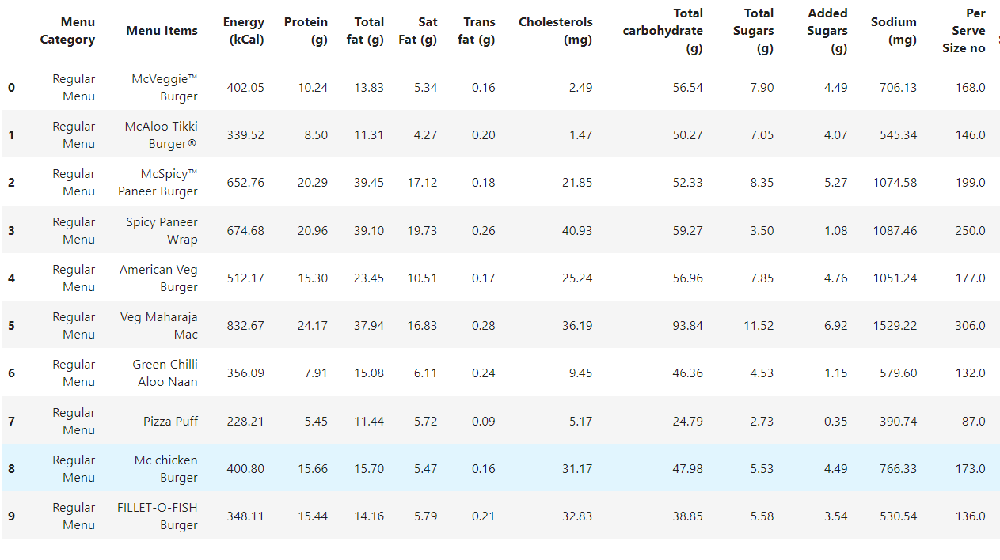 Menu Category Menu Items Energy (kCal) Protein (g) Total fat (g) Sat Fat (g) Trans fat (g) Cholesterols (mg) Total carbohydrate (g) Total Sugars (g) Added Sugars (g) Sodium (mg) Per Serve Size no
0 Regular Menu McVeggie™ Burger 402.05 10.24 13.83 5.34 0.16 2.49 56.54 7.90 4.49 706.13 168.0
1 Regular Menu McAloo Tikki Burger® 339.52 8.50 11.31 4.27 0.20 1.47 50.27 7.05 4.07 545.34 146.0
2 Regular Menu McSpicy™ Paneer Burger 652.76 20.29 39.45 17.12 0.18 21.85 52.33 8.35 5.27 1074.58 199.0
3 Regular Menu Spicy Paneer Wrap 674.68 20.96 39.10 19.73 0.26 40.93 59.27 3.50 1.08 1087.46 250.0
4 Regular Menu American Veg Burger 512.17 15.30 23.45 10.51 0.17 25.24 56.96 7.85 4.76 1051.24 177.0
5 Regular Menu Veg Maharaja Mac 832.67 24.17 37.94 16.83 0.28 36.19 93.84 11.52 6.92 1529.22 306.0
6 Regular Menu Green Chilli Aloo Naan 356.09 7.91 15.08 6.11 0.24 9.45 46.36 4.53 1.15 579.60 132.0
7 Regular Menu Pizza Puff 228.21 5.45 11.44 5.72 0.09 5.17 24.79 2.73 0.35 390.74 87.0
8 Regular Menu Mc chicken Burger 400.80 15.66 15.70 5.47 0.16 31.17 47.98 5.53 4.49 766.33 173.0
9 Regular Menu FILLET-O-FISH Burger 348.11 15.44 14.16 5.79 0.21 32.83 38.85 5.58 3.54 530.54 136.0